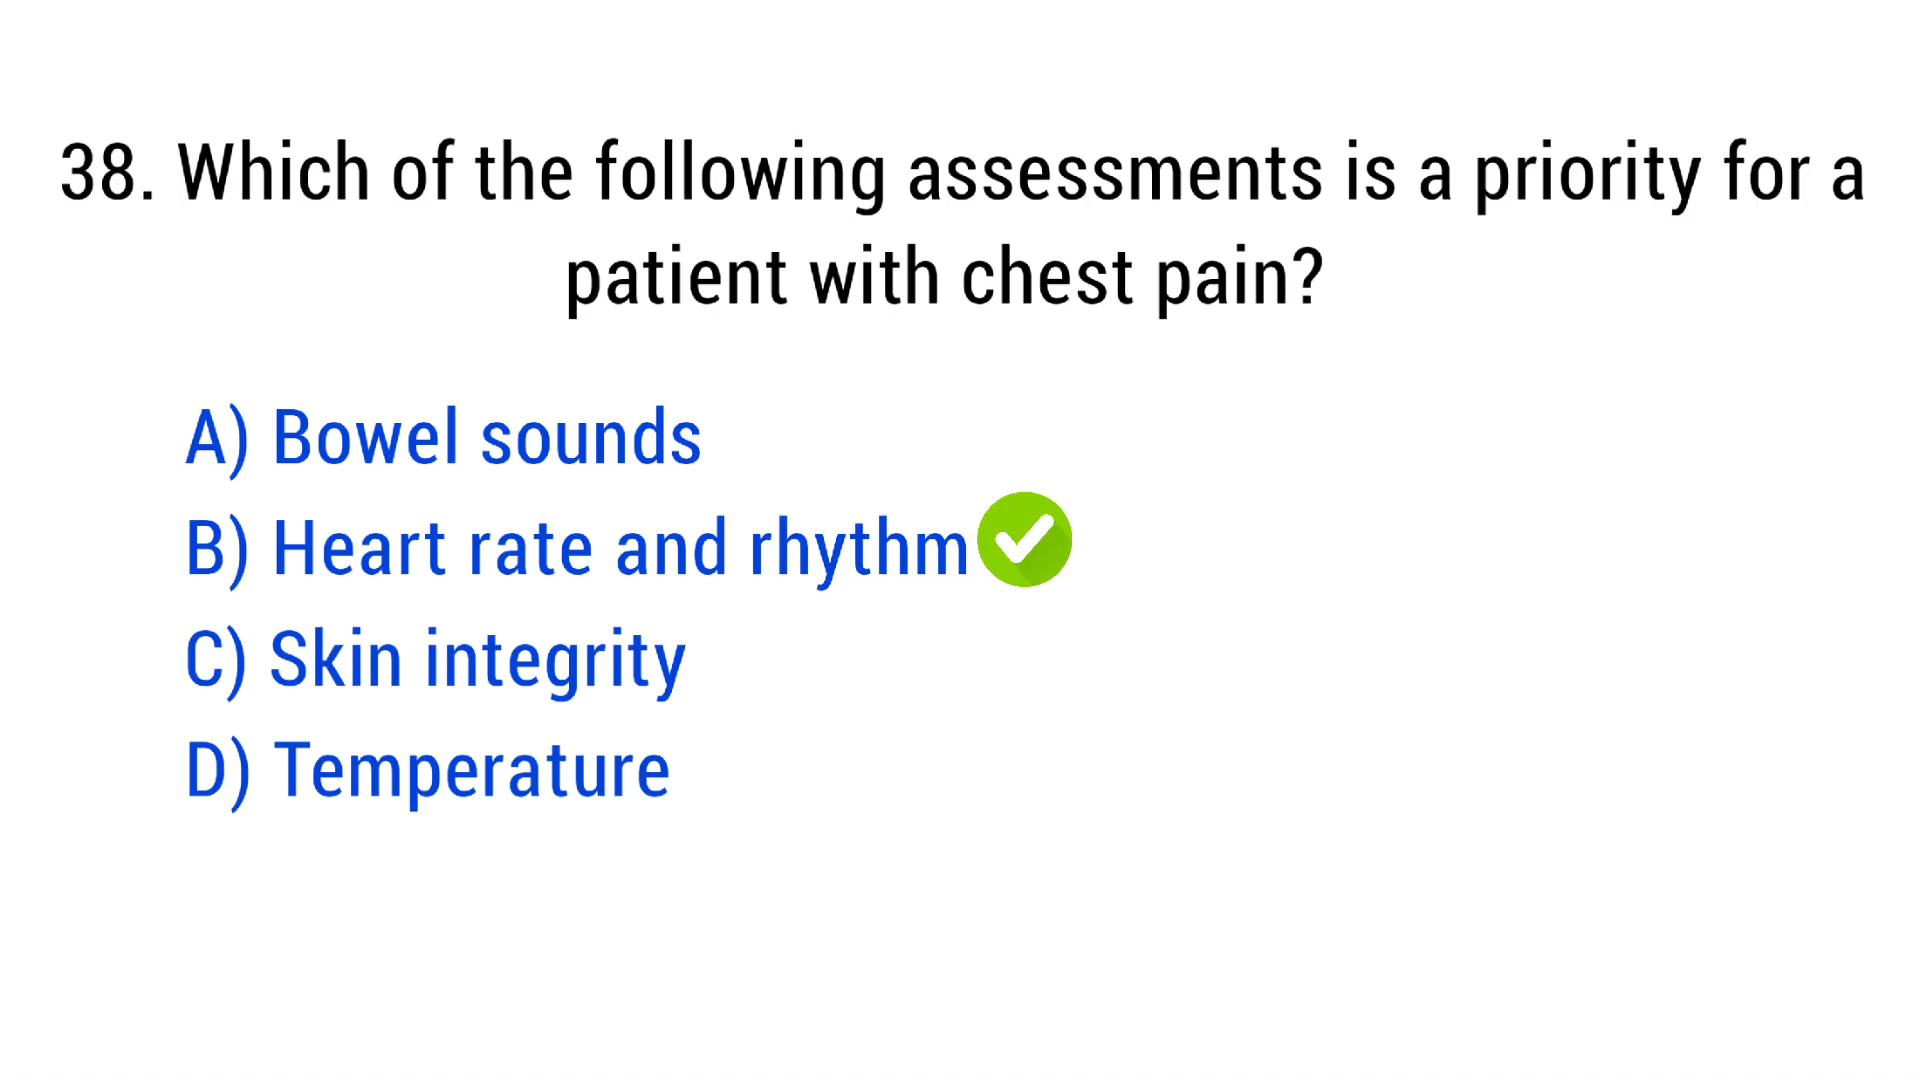 38. Which of the following assessments is a priority for a
patient with chest pain?
A) Bowel sounds
B) Heart rate and rhythm
C) Skin integrity
D) Temperature